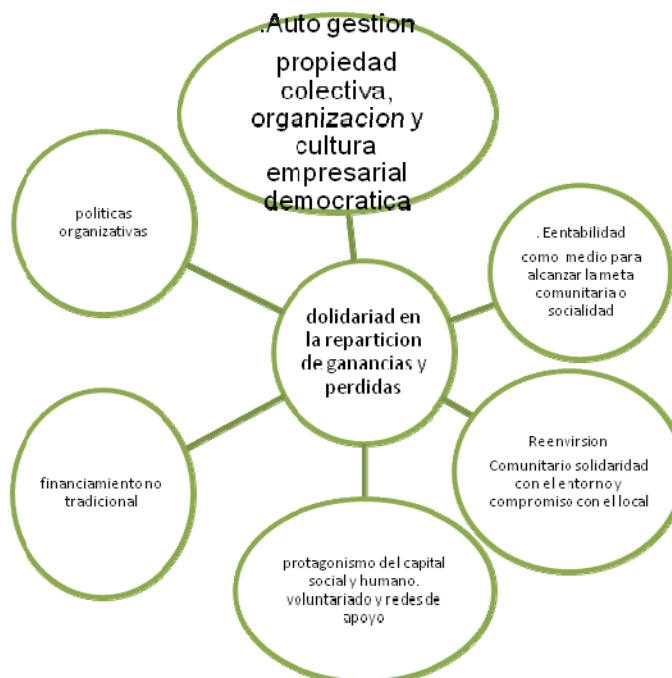 .Auto gestion
propiedad
colectiva,
organizacion y
cultura
empresarial
democratica
politicas
organizativas
. Eentabilidad
como medio para
alcanzar la meta
comunitaria o
socialidad
dolidariad en
la reparticion
de ganancias y
perdidas
Reenvirsion
Comunitario solidaridad
con el entorno y
compromiso con el local
financiamiento no
tradicional
protagonismo del capital
social y humano.
voluntariado y redes de
apoyo